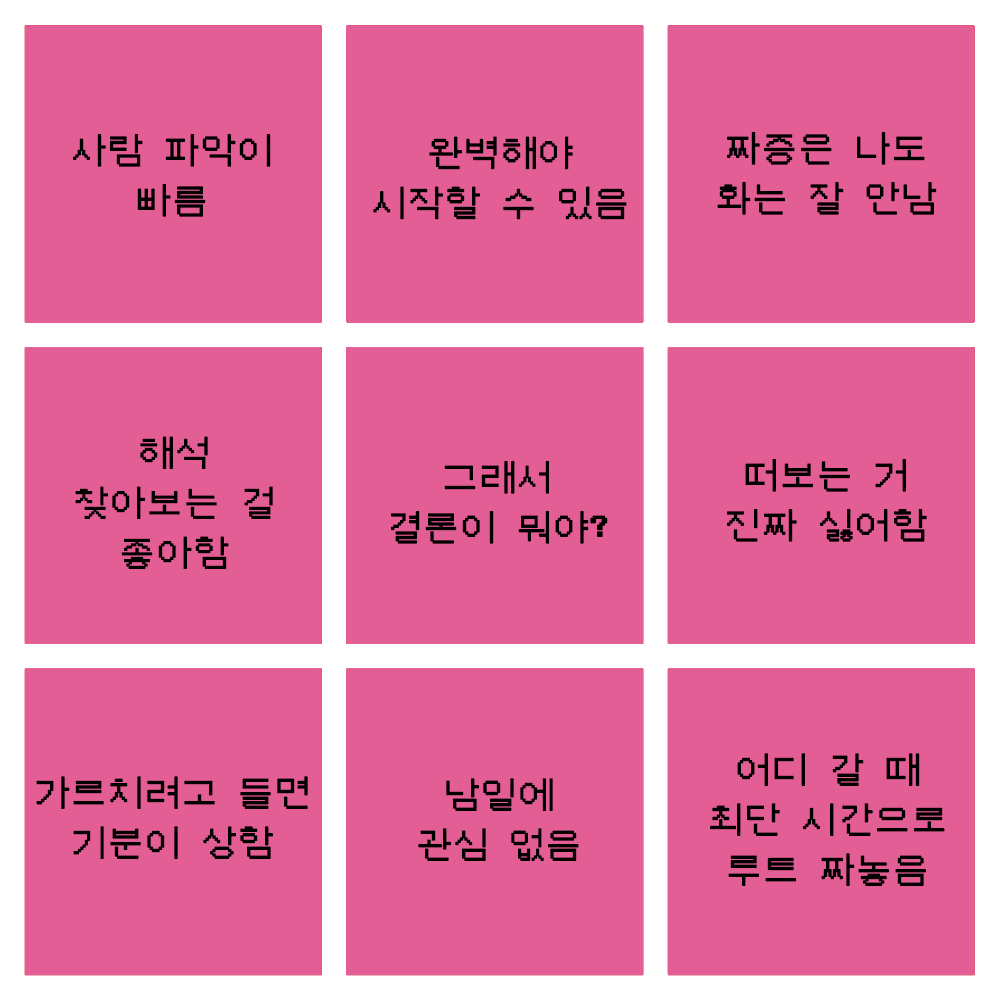 사람 파악이
빠름
완벽해야
시작할 수 있음
짜증은 나도
화는 잘 안남
해석
찾아보는 걸
좋아함
그래서
결론이 뭐야?
떠보는 거
진짜 싫어함
가르치려고 들면
기분이 상함
남일에
관심 없음
어디 갈 때
최단 시간으로
루트 짜놓음